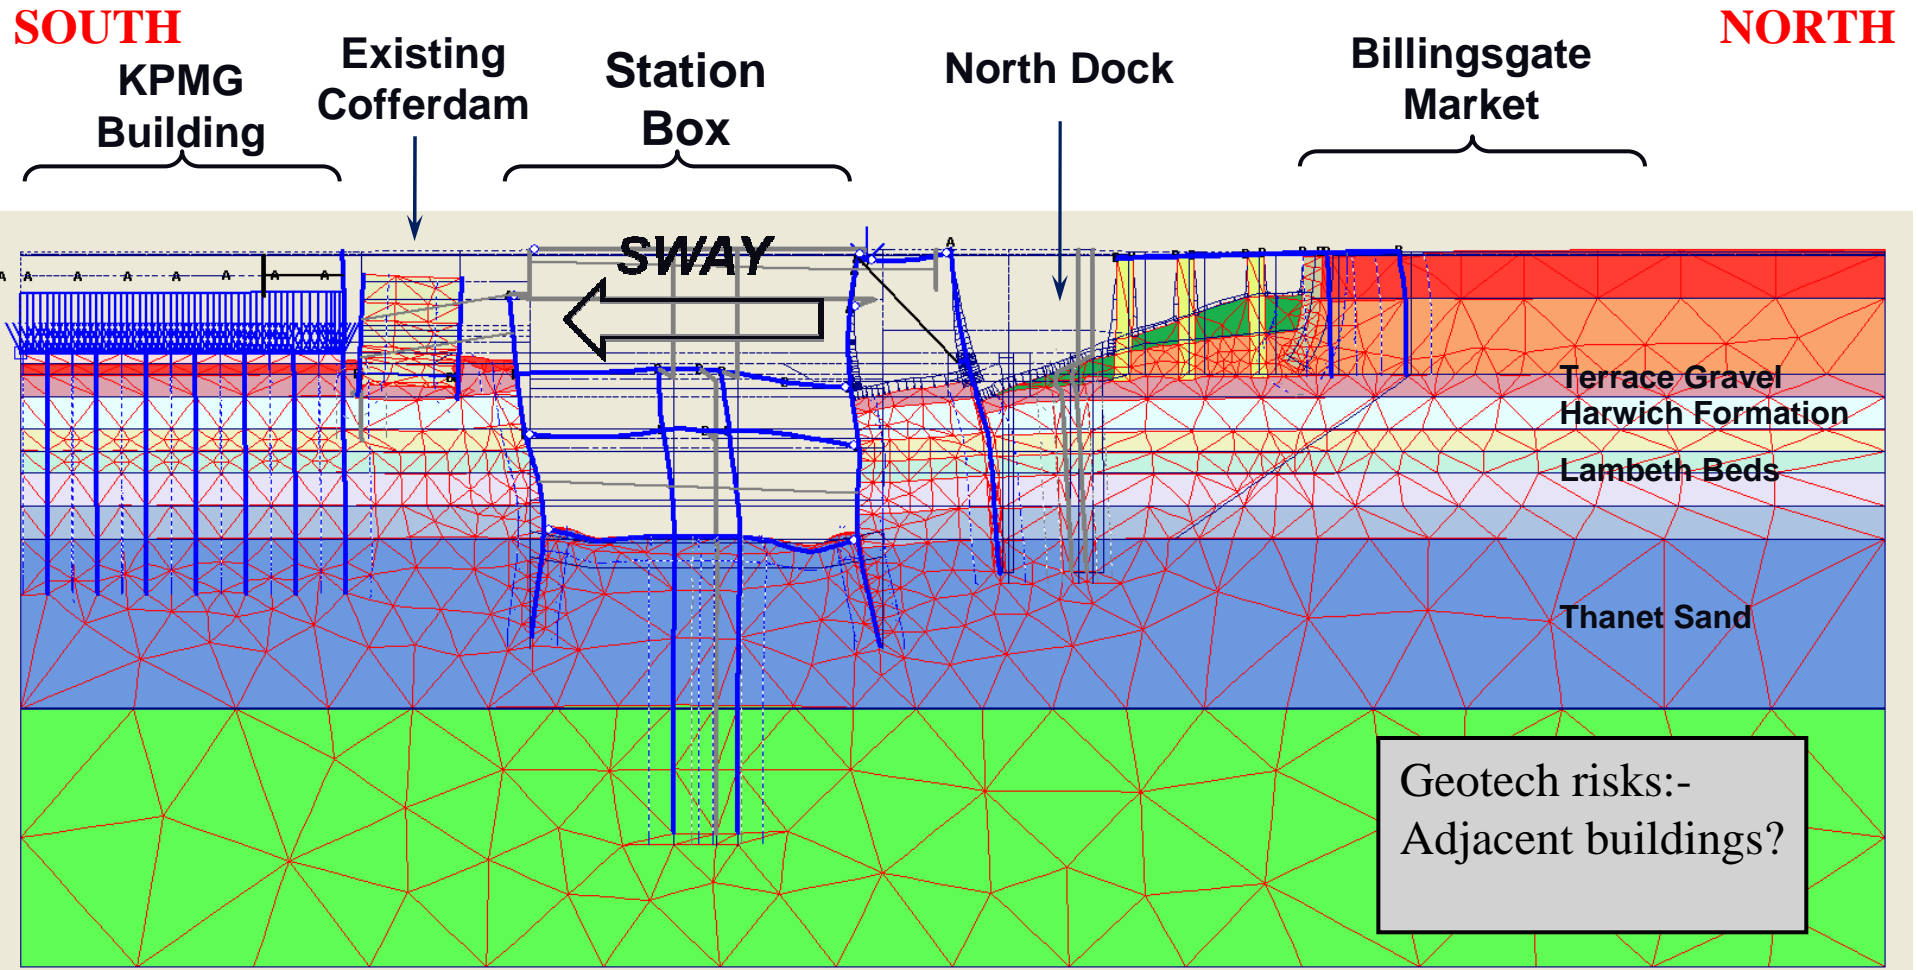 SOUTH
NORTH
KPMG
Building
Existing
Cofferdam
Station
Box
North Dock
Billingsgate
Market
SWAY
A A A A A A A A
A
Terrace Gravel
Harwich Formation
Lambeth Beds
Thanet Sand
Geotech risks:-
Adjacent buildings?